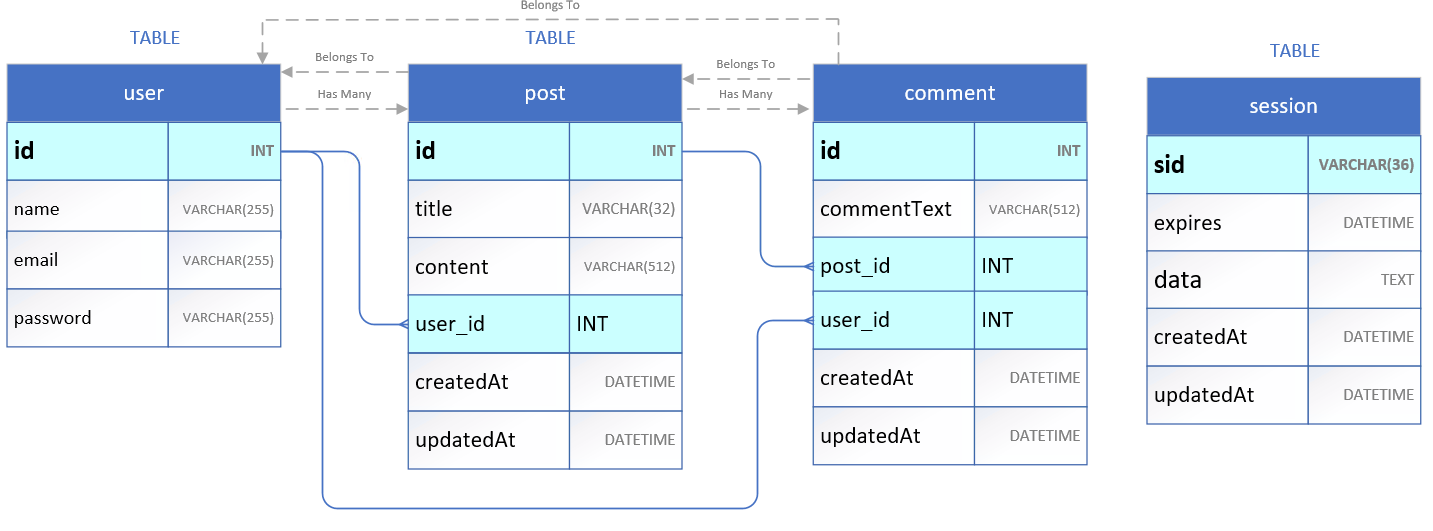 Belongs To
TABLE
TABLE
TABLE
Belongs To
Has Many
Belongs To
Has Many
user
id INT
name VARCHAR(255)
email VARCHAR(255)
password VARCHAR(255)
post
id INT
title VARCHAR(32)
content VARCHAR(512)
user_id INT
createdAt DATETIME
updatedAt DATETIME
comment
id INT
commentText VARCHAR(512)
post_id INT
user_id INT
createdAt DATETIME
updatedAt DATETIME
session
sid VARCHAR(36)
expires DATETIME
data TEXT
createdAt DATETIME
updatedAt DATETIME